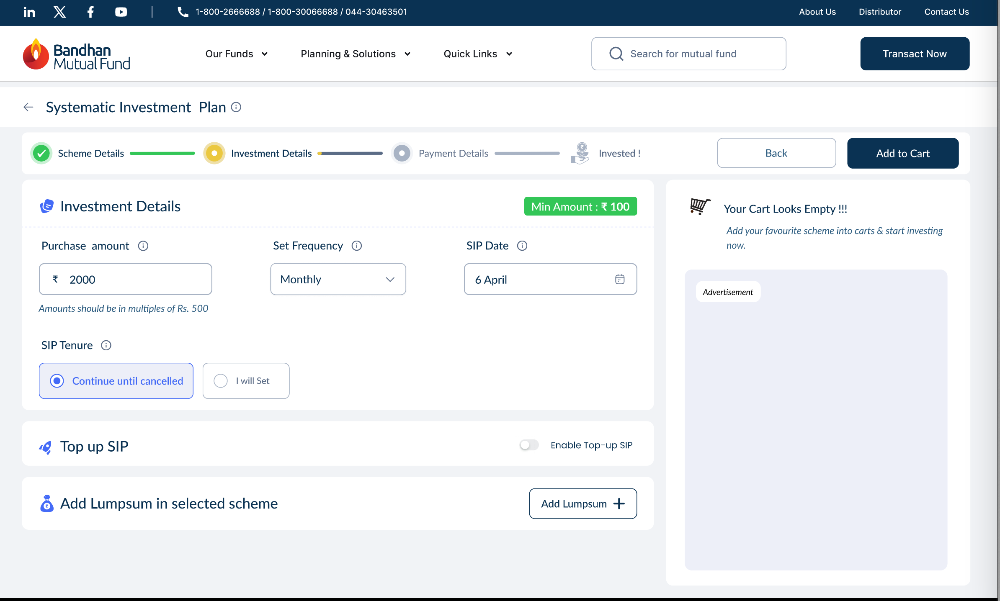 1-800-2666688 / 1-800-30066688 / 044-30463501
About Us
Distributor
Contact Us
Bandhan
Mutual Fund
Our Funds
Planning & Solutions
Quick Links
Search for mutual fund
Transact Now
Systematic Investment Plan
Scheme Details
Investment Details
Payment Details
Invested !
Back
Add to Cart
Investment Details
Min Amount : ₹ 100
Purchase amount
Set Frequency
SIP Date
₹ 2000
Monthly
6 April
Amounts should be in multiples of Rs. 500
SIP Tenure
Continue until cancelled
I will Set
Top up SIP
Enable Top-up SIP
Add Lumpsum in selected scheme
Add Lumpsum
Your Cart Looks Empty !!!
Add your favourite scheme into carts & start investing
now.
Advertisement